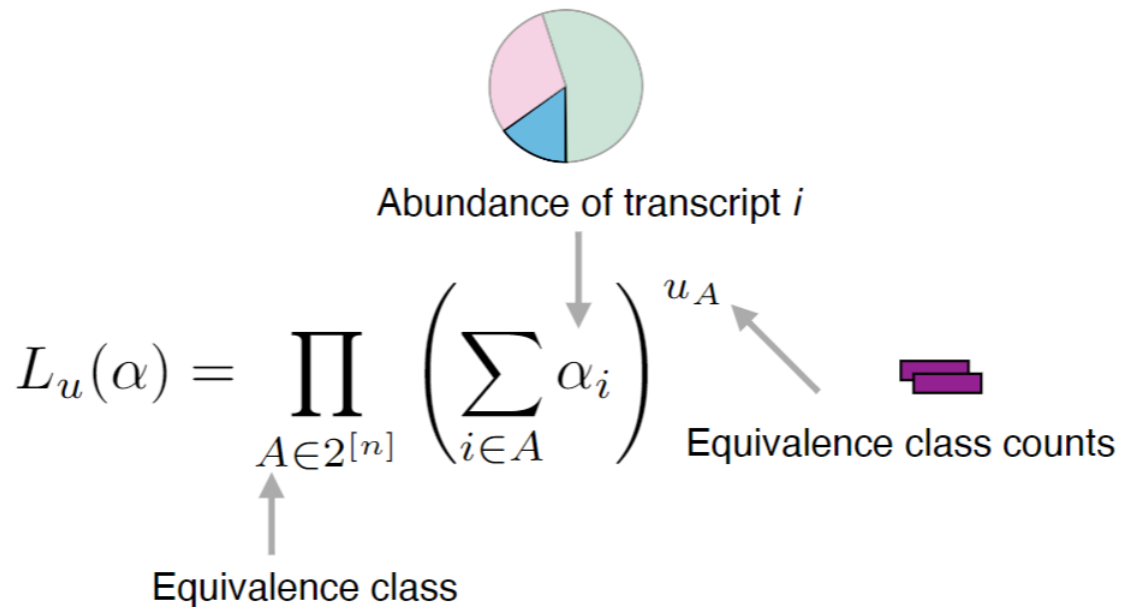 Abundance of transcript i
L_u(α) = ∏_{A∈2^{[n]}} (∑_{i∈A} α_i)^{u_A}
Equivalence class counts
Equivalence class